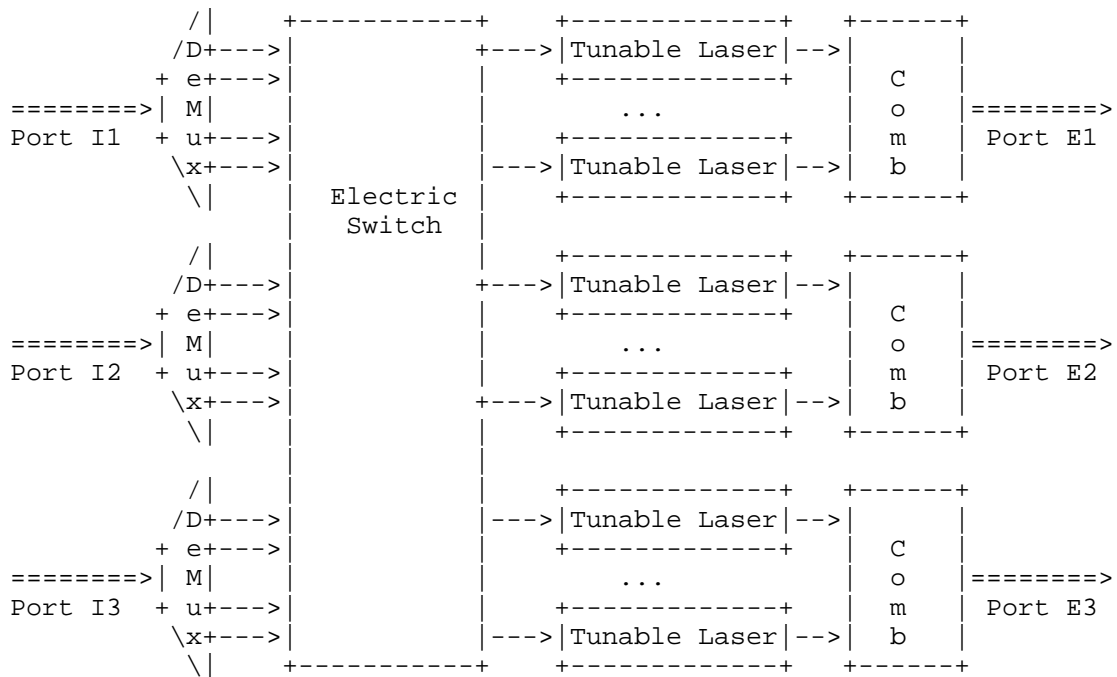 /|       +-----------+     +-------------+    +------+
        /D+--->|           +--->|Tunable Laser|-->|      |
       + e+--->|           |    +-------------+   |  C   |
========>| M|    |           |         ...          |  o   |========>
Port I1  + u+--->|           |    +-------------+   |  m   | Port E1
        \x+--->|           |--->|Tunable Laser|-->|  b   |
         \|    |  Electric |    +-------------+   +------+
               |   Switch  |
         /|    |           |    +-------------+   +------+
        /D+--->|           +--->|Tunable Laser|-->|      |
       + e+--->|           |    +-------------+   |  C   |
========>| M|    |           |         ...          |  o   |========>
Port I2  + u+--->|           |    +-------------+   |  m   | Port E2
        \x+--->|           +--->|Tunable Laser|-->|  b   |
         \|    |           |    +-------------+   +------+
               |           |
         /|    |           |    +-------------+   +------+
        /D+--->|           |--->|Tunable Laser|-->|      |
       + e+--->|           |    +-------------+   |  C   |
========>| M|    |           |         ...          |  o   |========>
Port I3  + u+--->|           |    +-------------+   |  m   | Port E3
        \x+--->|           |--->|Tunable Laser|-->|  b   |
         \|    +-----------+    +-------------+   +------+